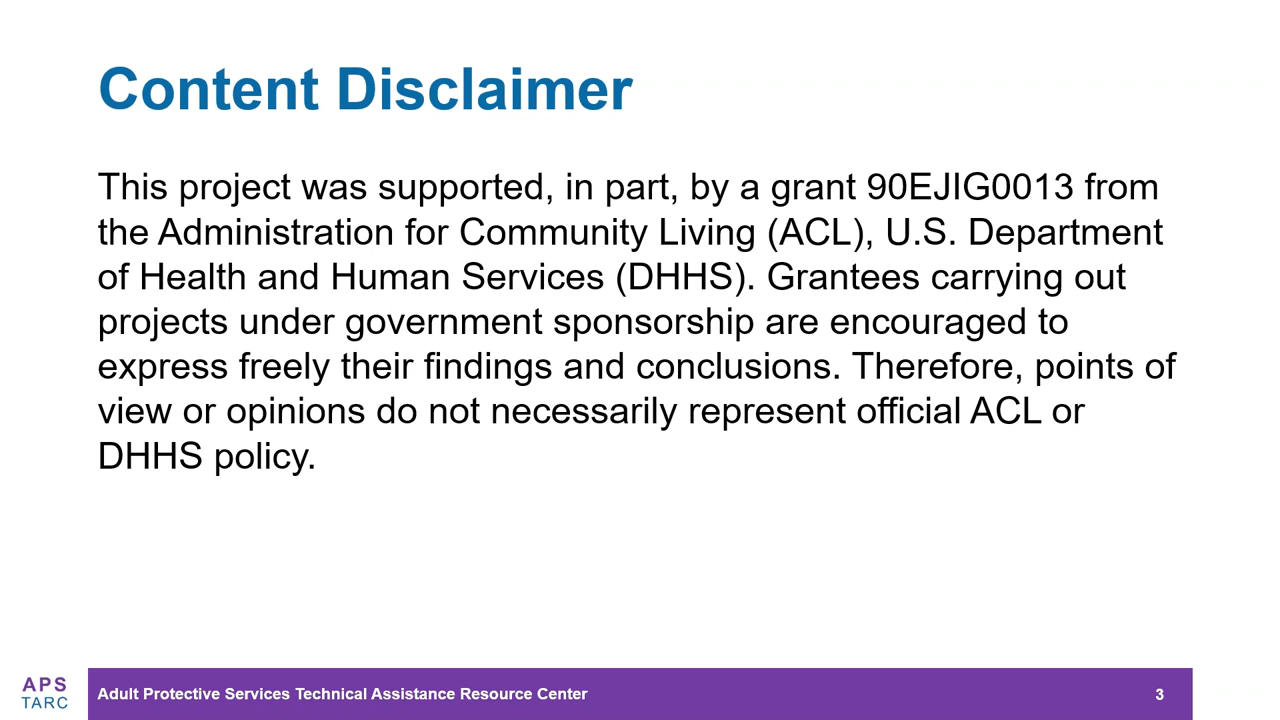 Content Disclaimer
This project was supported, in part, by a grant 90EJIG0013 from
the Administration for Community Living (ACL), U.S. Department
of Health and Human Services (DHHS). Grantees carrying out
projects under government sponsorship are encouraged to
express freely their findings and conclusions. Therefore, points of
view or opinions do not necessarily represent official ACL or
DHHS policy.
APS
TARC
Adult Protective Services Technical Assistance Resource Center
3